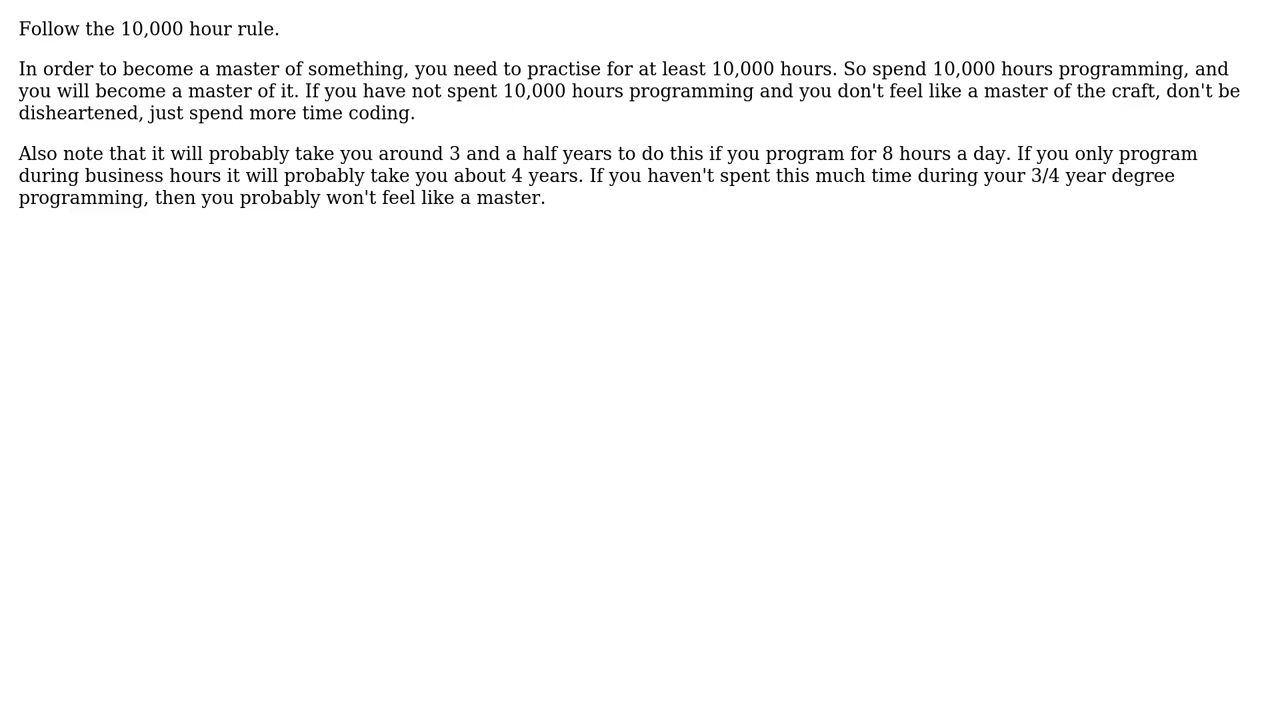 Follow the 10,000 hour rule.
In order to become a master of something, you need to practise for at least 10,000 hours. So spend 10,000 hours programming, and
you will become a master of it. If you have not spent 10,000 hours programming and you don't feel like a master of the craft, don't be
disheartened, just spend more time coding.
Also note that it will probably take you around 3 and a half years to do this if you program for 8 hours a day. If you only program
during business hours it will probably take you about 4 years. If you haven't spent this much time during your 3/4 year degree
programming, then you probably won't feel like a master.